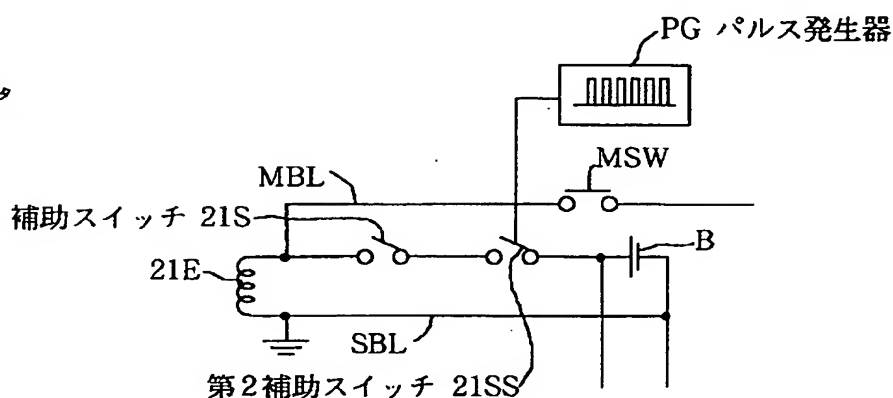 PG パルス発生器
タ
MSW
MBL
補助スイッチ 21S
B
21E
SBL
第2補助スイッチ 21SS